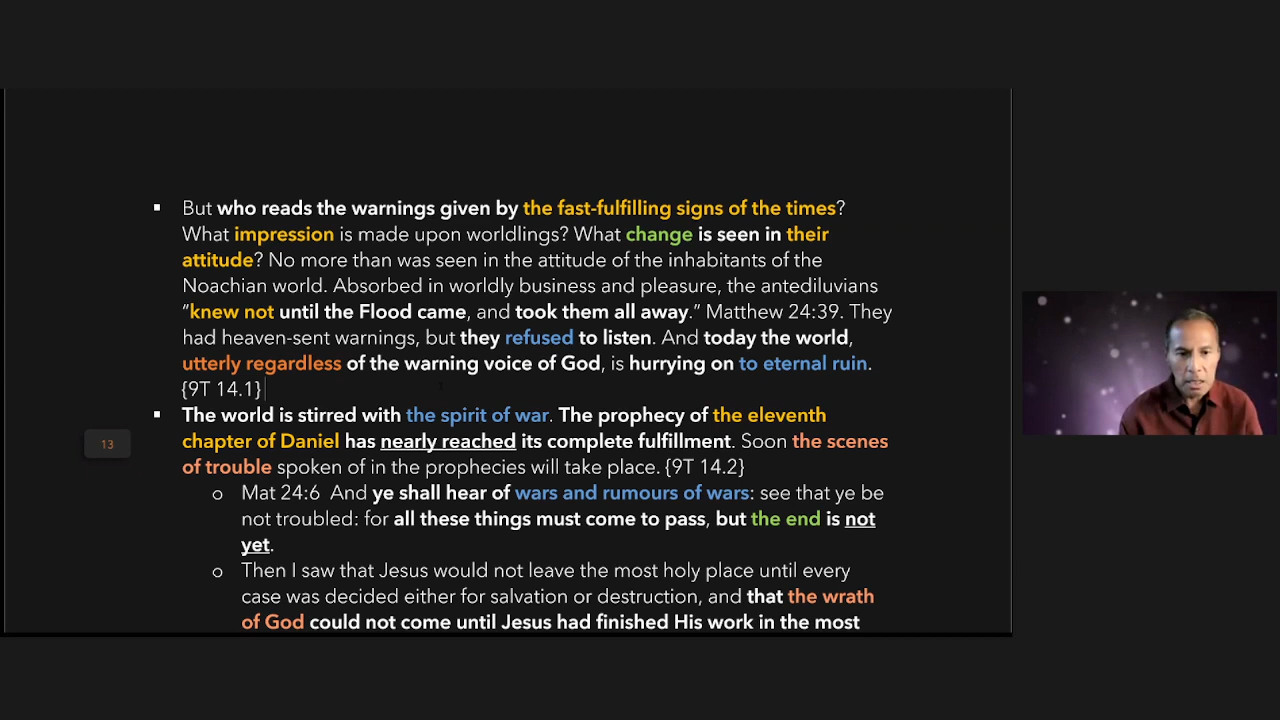 ▪ But who reads the warnings given by the fast-fulfilling signs of the times?
What impression is made upon worldlings? What change is seen in their
attitude? No more than was seen in the attitude of the inhabitants of the
Noachian world. Absorbed in worldly business and pleasure, the antediluvians
“knew not until the Flood came, and took them all away.” Matthew 24:39. They
had heaven-sent warnings, but they refused to listen. And today the world,
utterly regardless of the warning voice of God, is hurrying on to eternal ruin.
{9T 14.1}
▪ The world is stirred with the spirit of war. The prophecy of the eleventh
chapter of Daniel has nearly reached its complete fulfillment. Soon the scenes
13
of trouble spoken of in the prophecies will take place. {9T 14.2}
o Mat 24:6 And ye shall hear of wars and rumours of wars: see that ye be
not troubled: for all these things must come to pass, but the end is not
yet.
o Then I saw that Jesus would not leave the most holy place until every
case was decided either for salvation or destruction, and that the wrath
of God could not come until Jesus had finished His work in the most